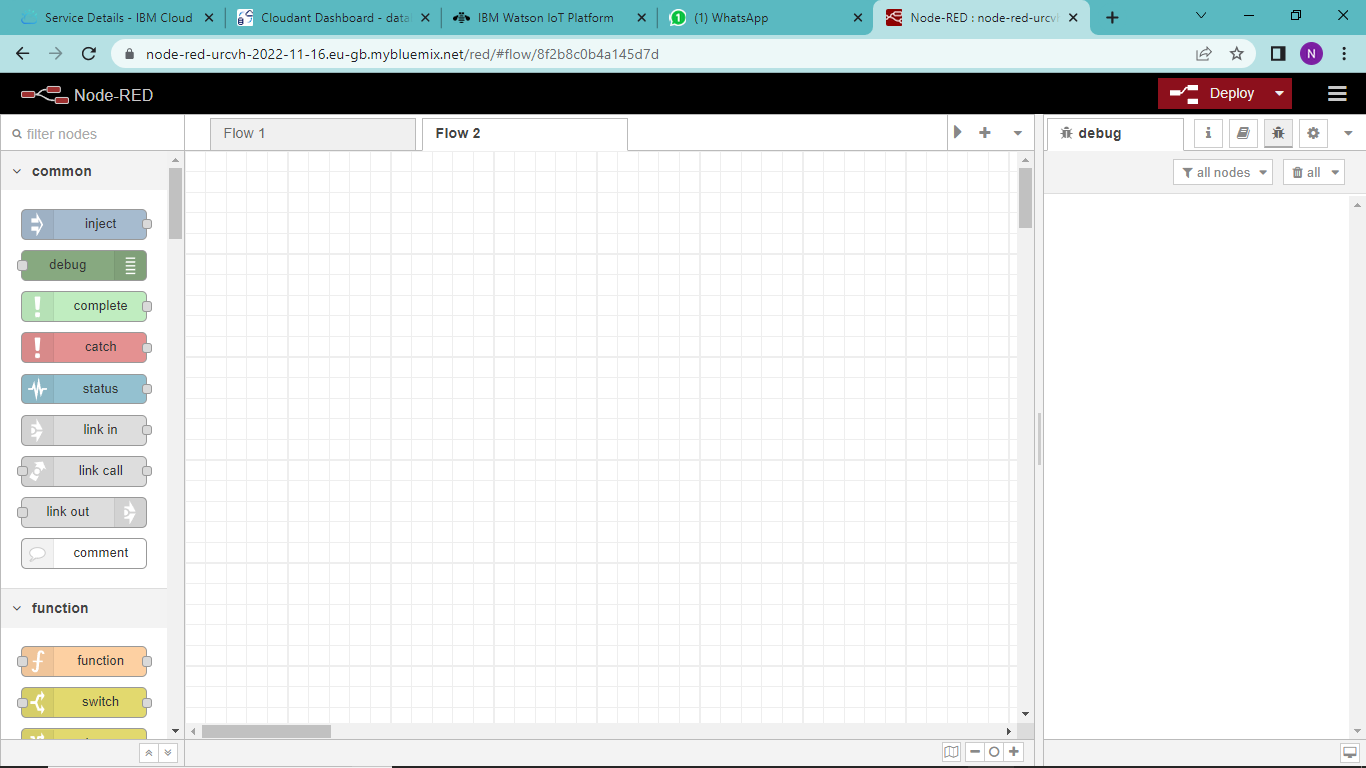 Service Details - IBM Cloud
Cloudant Dashboard - data
IBM Watson IoT Platform
(1) WhatsApp
Node-RED : node-red-urcvh
node-red-urcvh-2022-11-16.eu-gb.mybluemix.net/red/#flow/8f2b8c0b4a145d7d
N
Node-RED
Deploy
filter nodes
Flow 1
Flow 2
debug
common
all nodes
all
inject
debug
complete
catch
status
link in
link call
link out
comment
function
function
switch